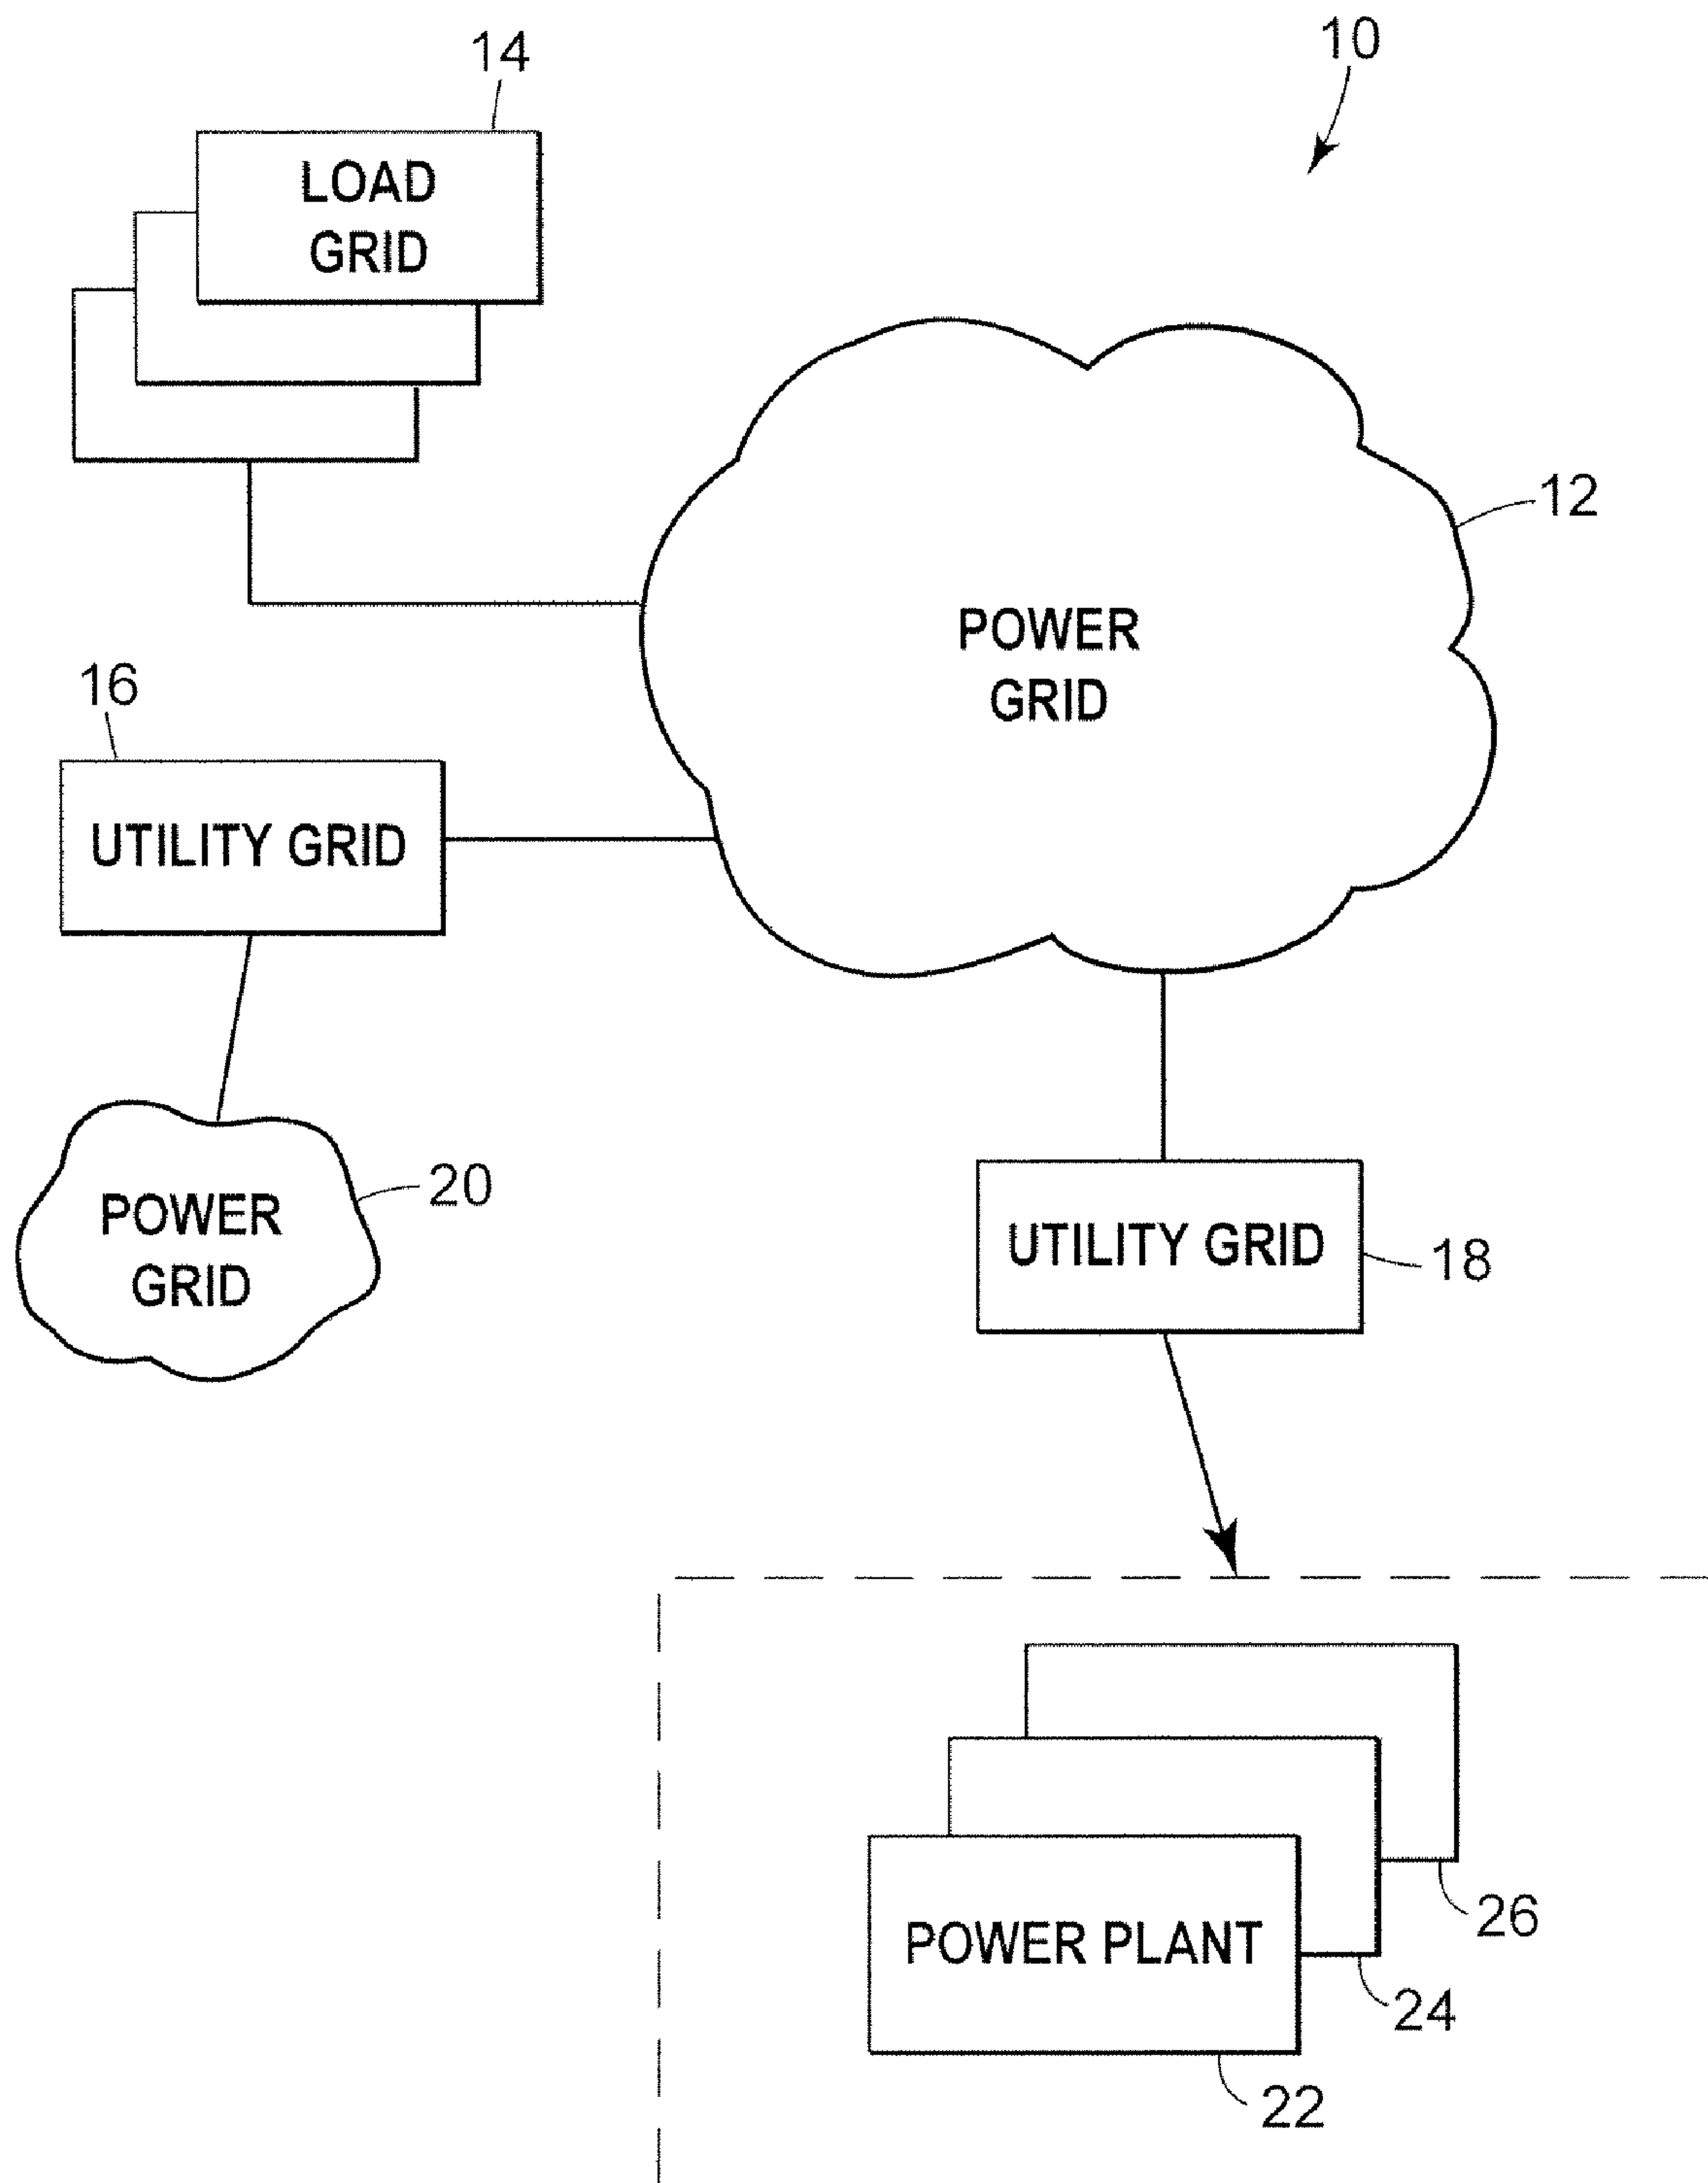 10
14
LOAD
GRID
12
POWER
GRID
16
UTILITY GRID
20
POWER
GRID
UTILITY GRID
18
26
POWER PLANT
24
22